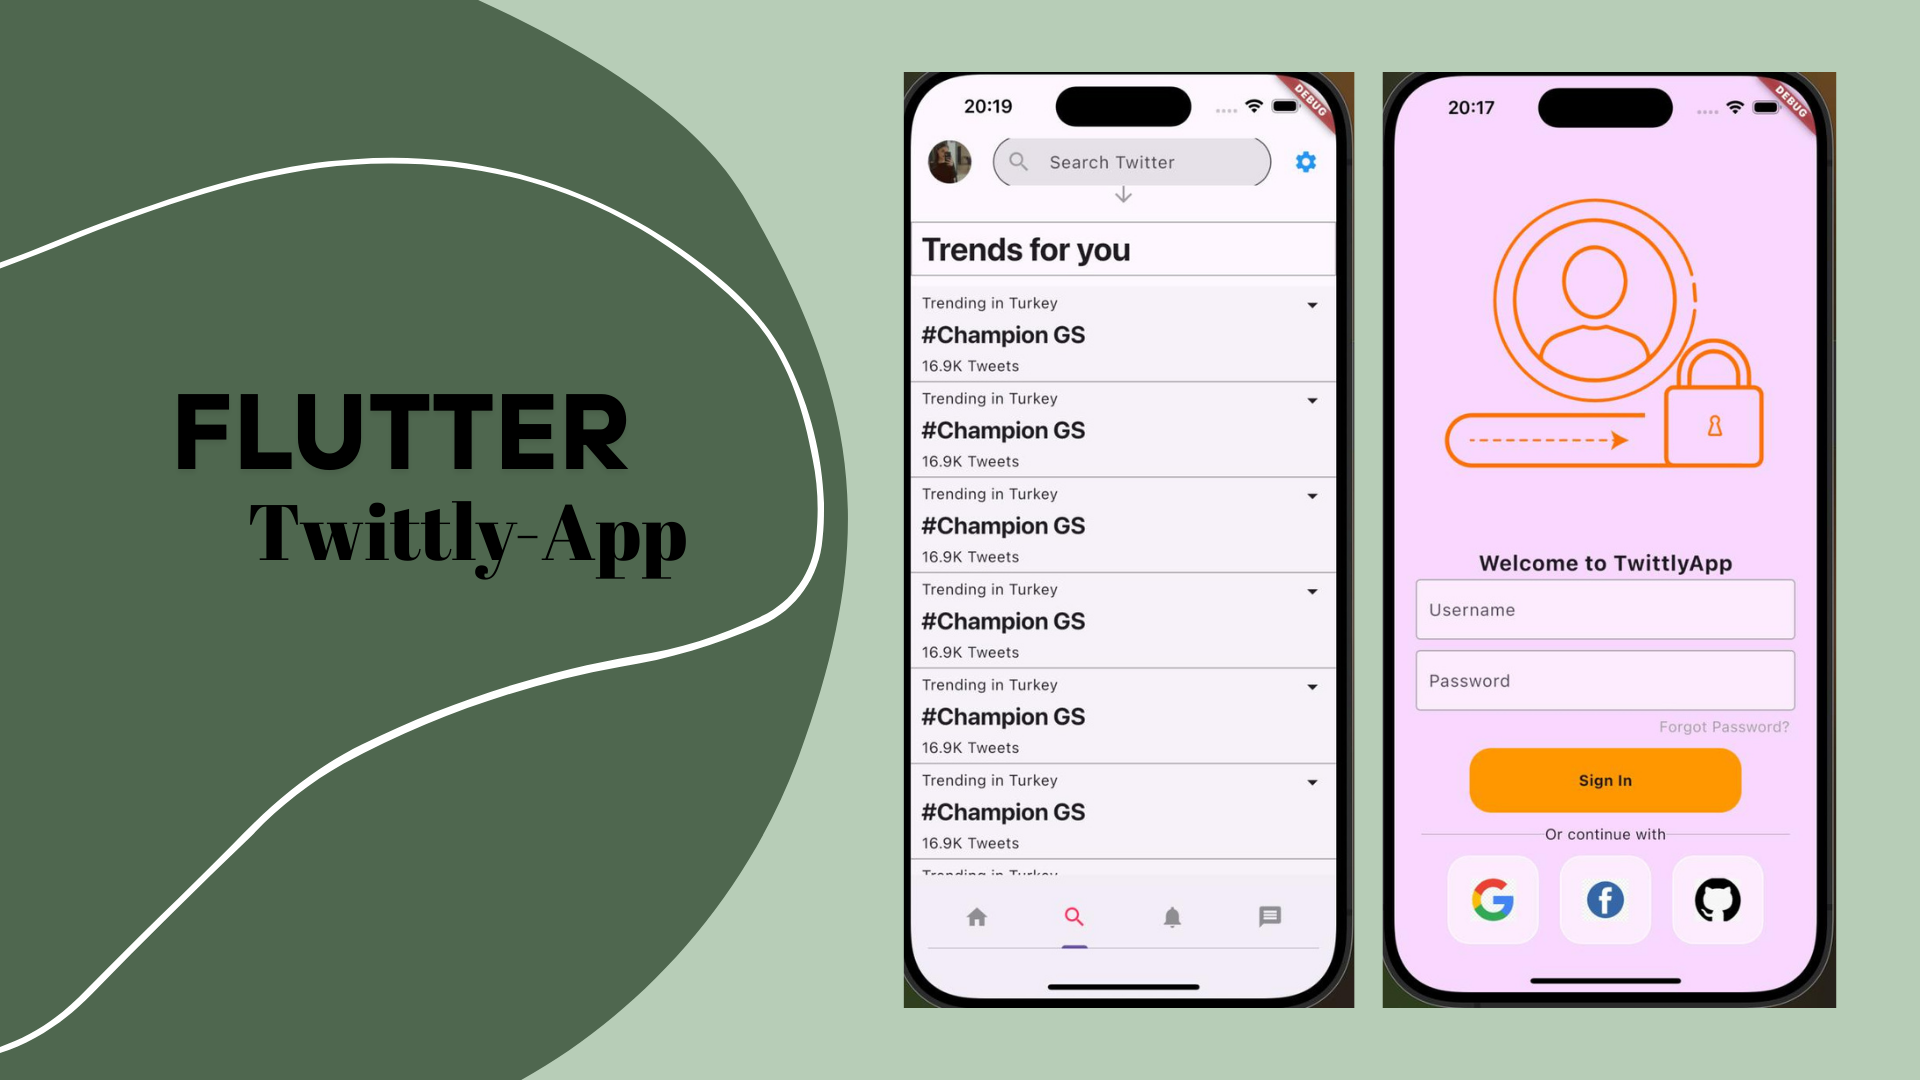 FLUTTER
Twittly-App
20:19
DEBUG
Search Twitter
Trends for you
Trending in Turkey
#Champion GS
16.9K Tweets
Trending in Turkey
#Champion GS
16.9K Tweets
Trending in Turkey
#Champion GS
16.9K Tweets
Trending in Turkey
#Champion GS
16.9K Tweets
Trending in Turkey
#Champion GS
16.9K Tweets
Trending in Turkey
#Champion GS
16.9K Tweets
Trending in Turkey
20:17
DEBUG
Welcome to TwittlyApp
Username
Password
Forgot Password?
Sign In
Or continue with